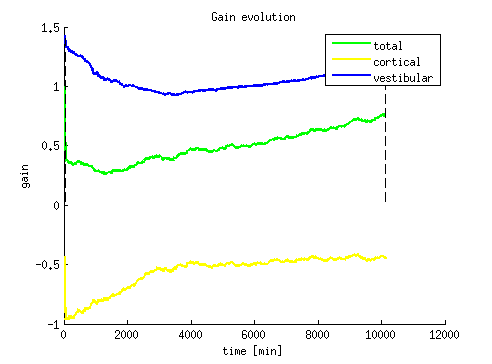 Gain evolution
1.5
1
0.5
0
-0.5
-1
gain
total
cortical
vestibular
0 2000 4000 6000 8000 10000 12000
time [min]